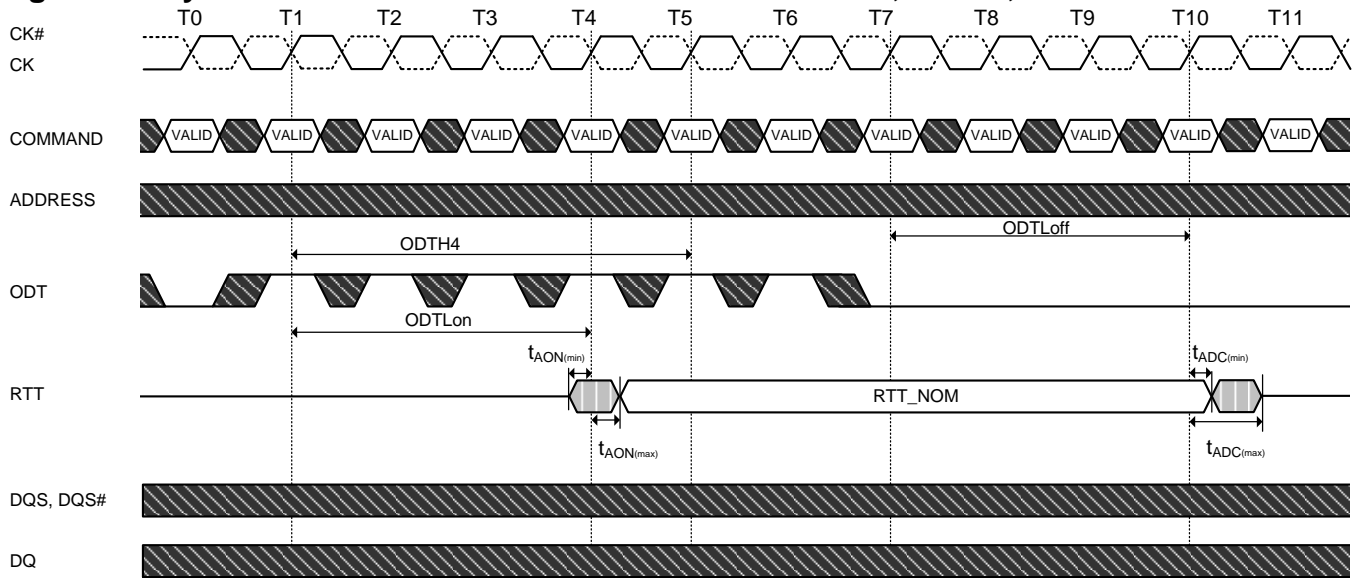 T0 T1 T2 T3 T4 T5 T6 T7 T8 T9 T10 T11
CK#
CK
COMMAND VALID VALID VALID VALID VALID VALID VALID VALID VALID VALID VALID VALID
ADDRESS
ODTLoff
ODTH4
ODT
ODTLon
tAON(min) tADC(min)
RTT RTT_NOM
tAON(max) tADC(max)
DQS, DQS#
DQ